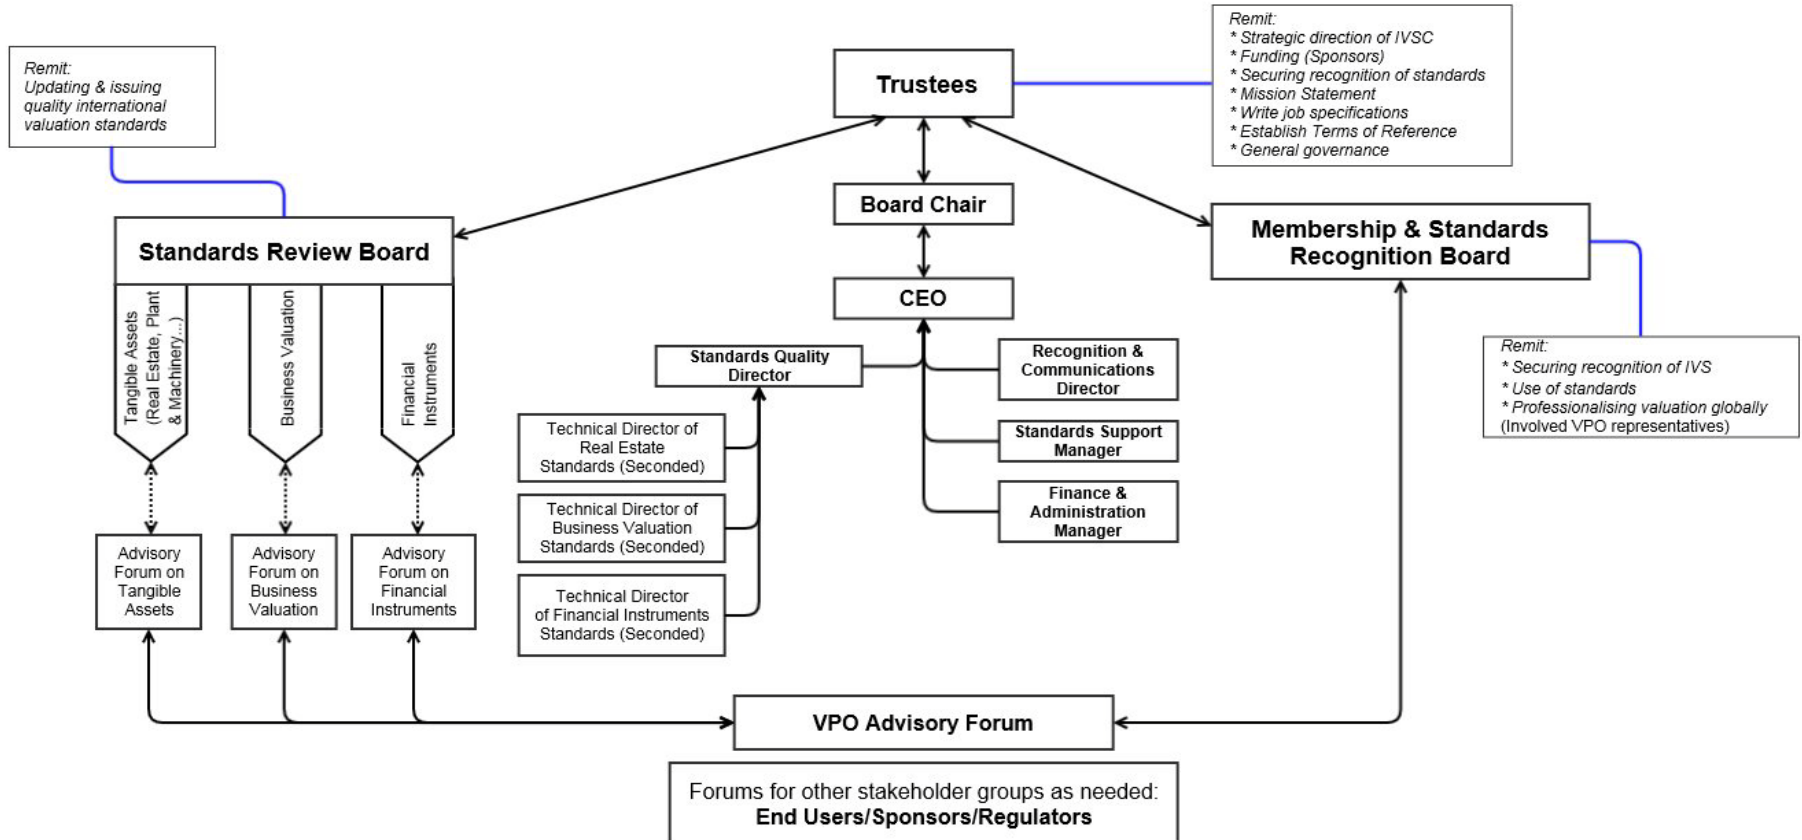 Remit:
* Strategic direction of IVSC
* Funding (Sponsors)
* Securing recognition of standards
* Mission Statement
* Write job specifications
* Establish Terms of Reference
* General governance
Remit:
Updating & issuing
quality international
valuation standards
Trustees
Board Chair
CEO
Standards Review Board
Membership & Standards
Recognition Board
Tangible Assets
(Real Estate, Plant
& Machinery...)
Business Valuation
Financial
Instruments
Standards Quality
Director
Recognition &
Communications
Director
Remit:
* Securing recognition of IVS
* Use of standards
* Professionalising valuation globally
(Involved VPO representatives)
Technical Director of
Real Estate
Standards (Seconded)
Standards Support
Manager
Technical Director of
Business Valuation
Standards (Seconded)
Finance &
Administration
Manager
Technical Director
of Financial Instruments
Standards (Seconded)
Advisory
Forum on
Tangible
Assets
Advisory
Forum on
Business
Valuation
Advisory
Forum on
Financial
Instruments
VPO Advisory Forum
Forums for other stakeholder groups as needed:
End Users/Sponsors/Regulators